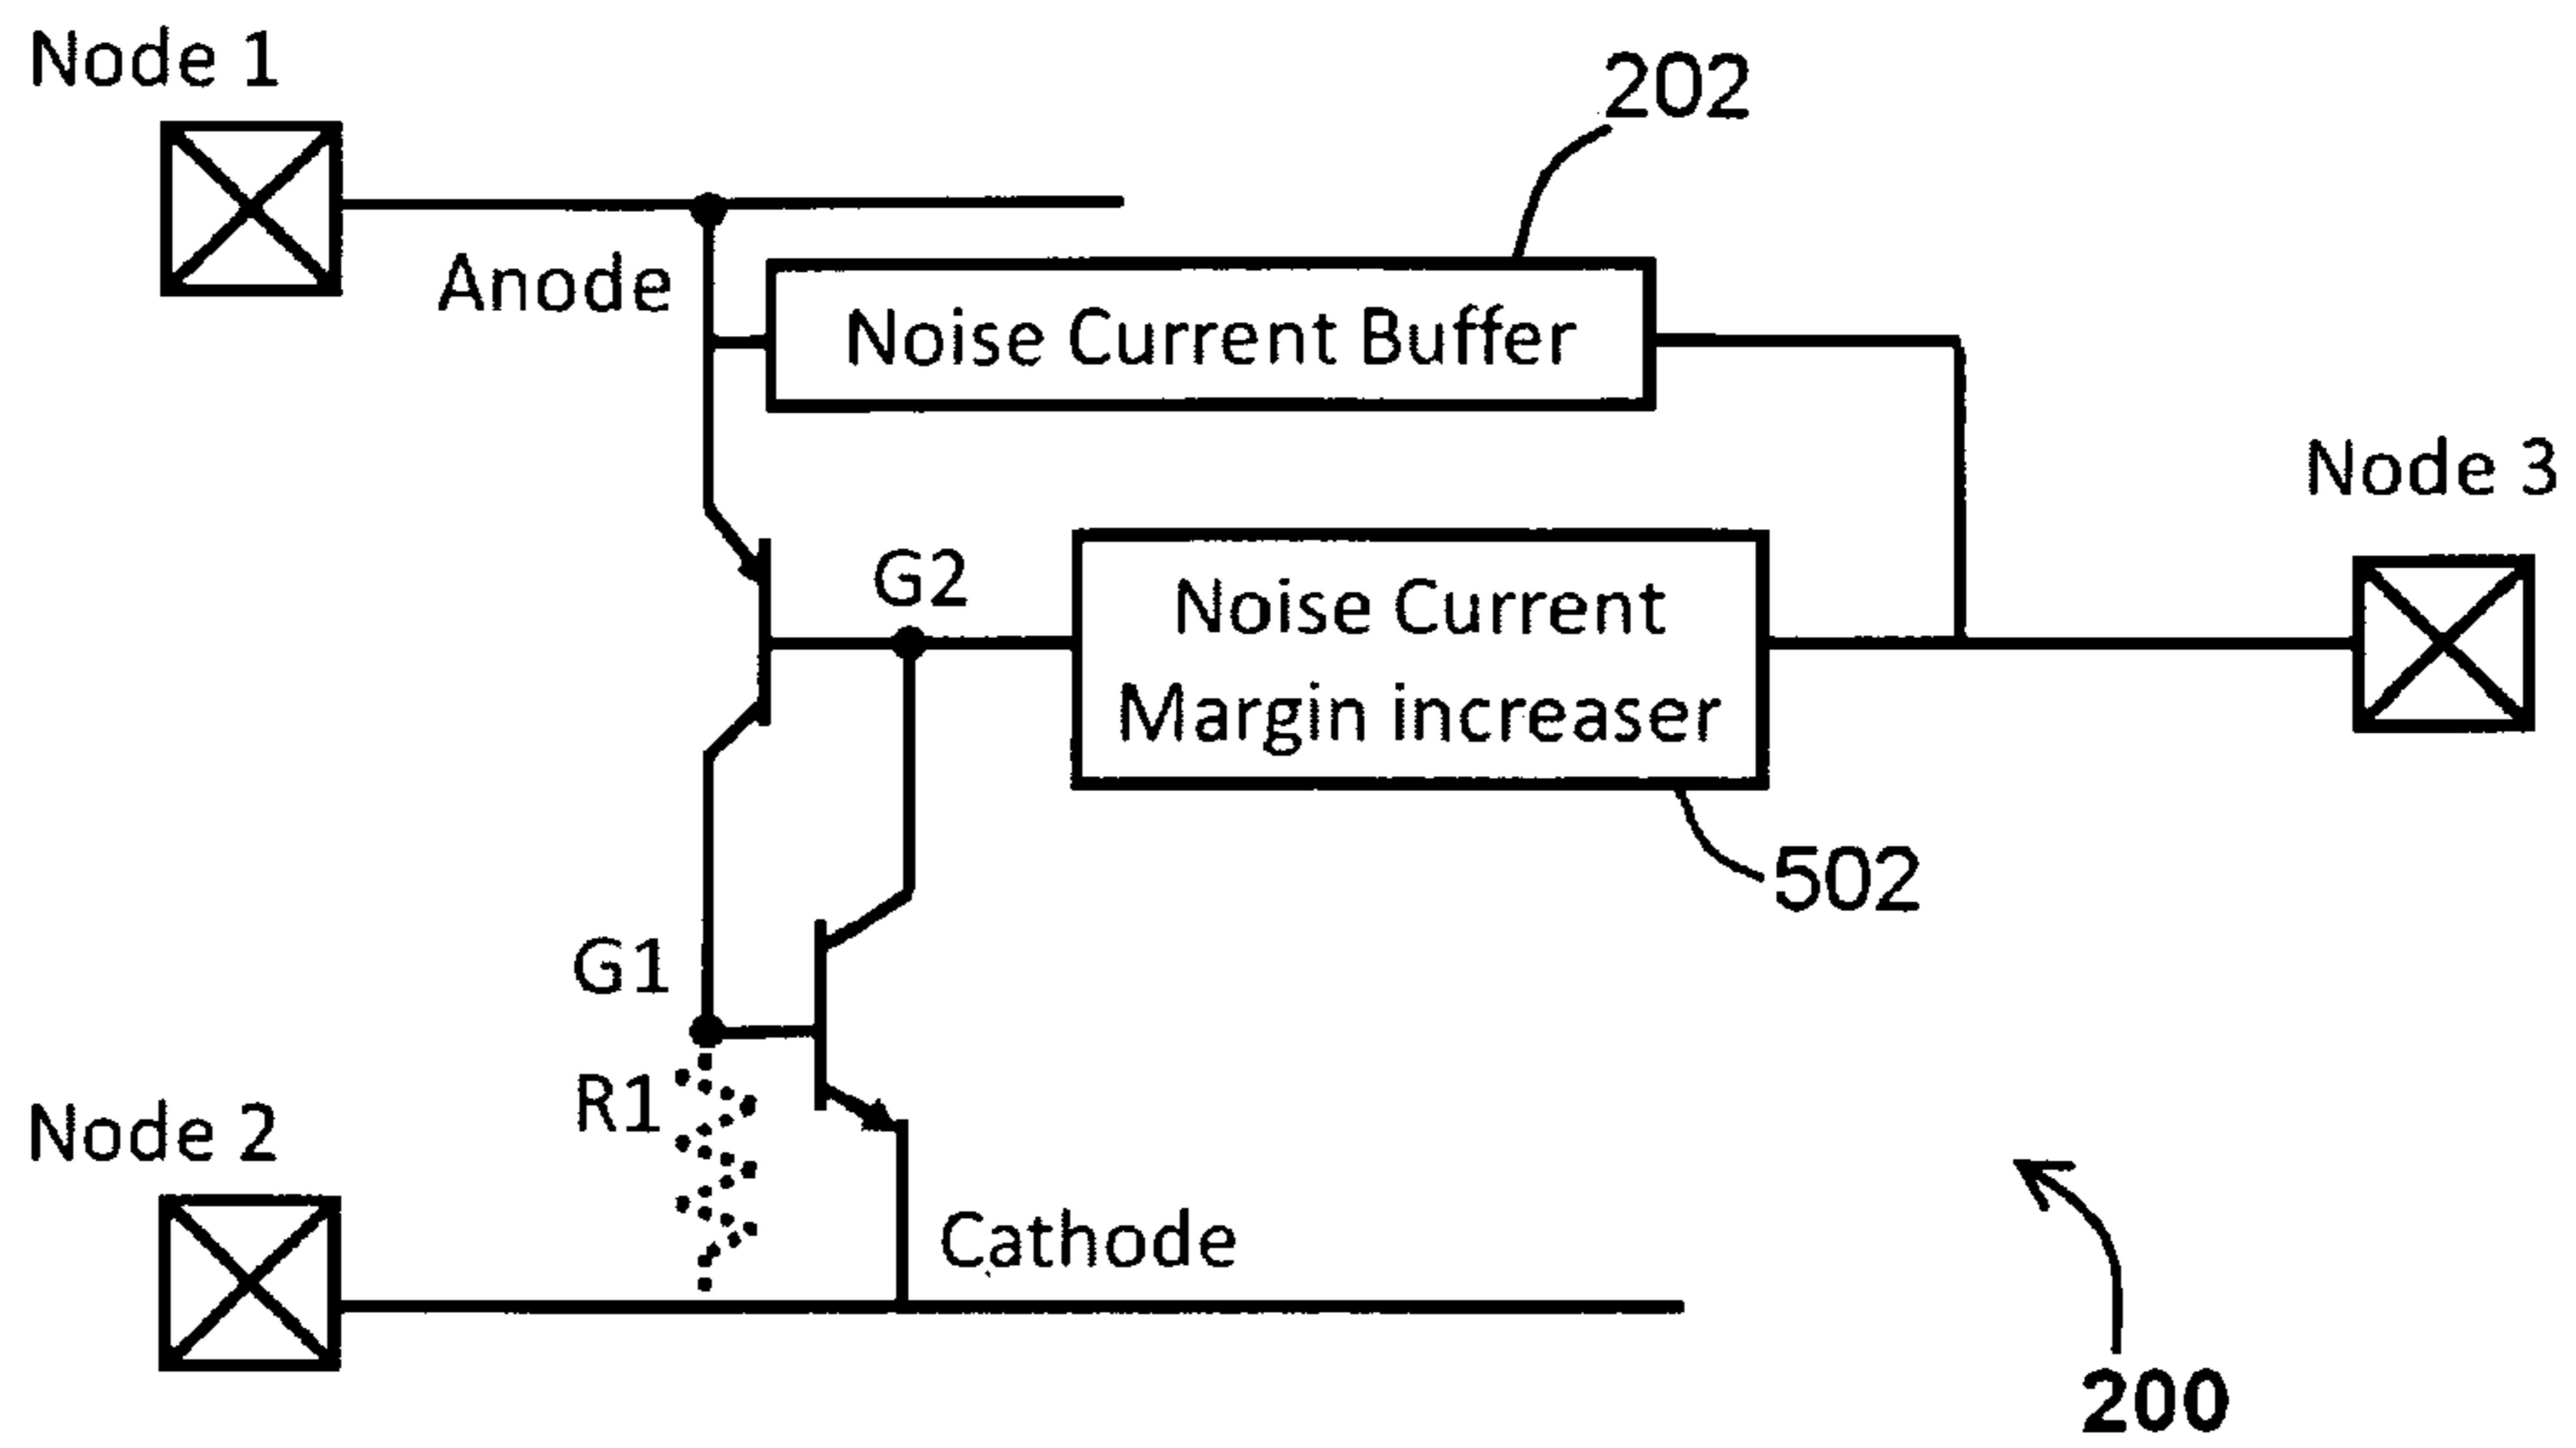 Node 1
202
Anode
Noise Current Buffer
Node 3
G2
Noise Current
Margin increaser
502
G1
R1
Node 2
Cathode
200